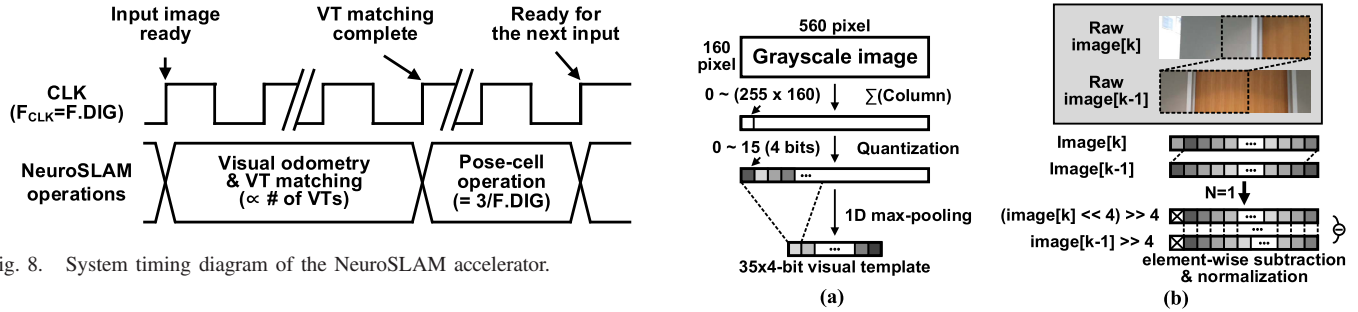 Input image
ready
VT matching
complete
Ready for
the next input
CLK
(FCLK=F.DIG)
NeuroSLAM
operations
Visual odometry
& VT matching
(∝ # of VTs)
Pose-cell
operation
(= 3/F.DIG)
ig. 8. System timing diagram of the NeuroSLAM accelerator.
560 pixel
160
pixel
Grayscale image
0 ~ (255 x 160)
∑(Column)
0 ~ 15 (4 bits)
Quantization
•••
1D max-pooling
•••
35x4-bit visual template
(a)
Raw
image[k]
Raw
image[k-1]
Image[k]
•••
Image[k-1]
•••
N=1
(image[k] << 4) >> 4
•••
•••
image[k-1] >> 4
•••
element-wise subtraction
& normalization
(b)